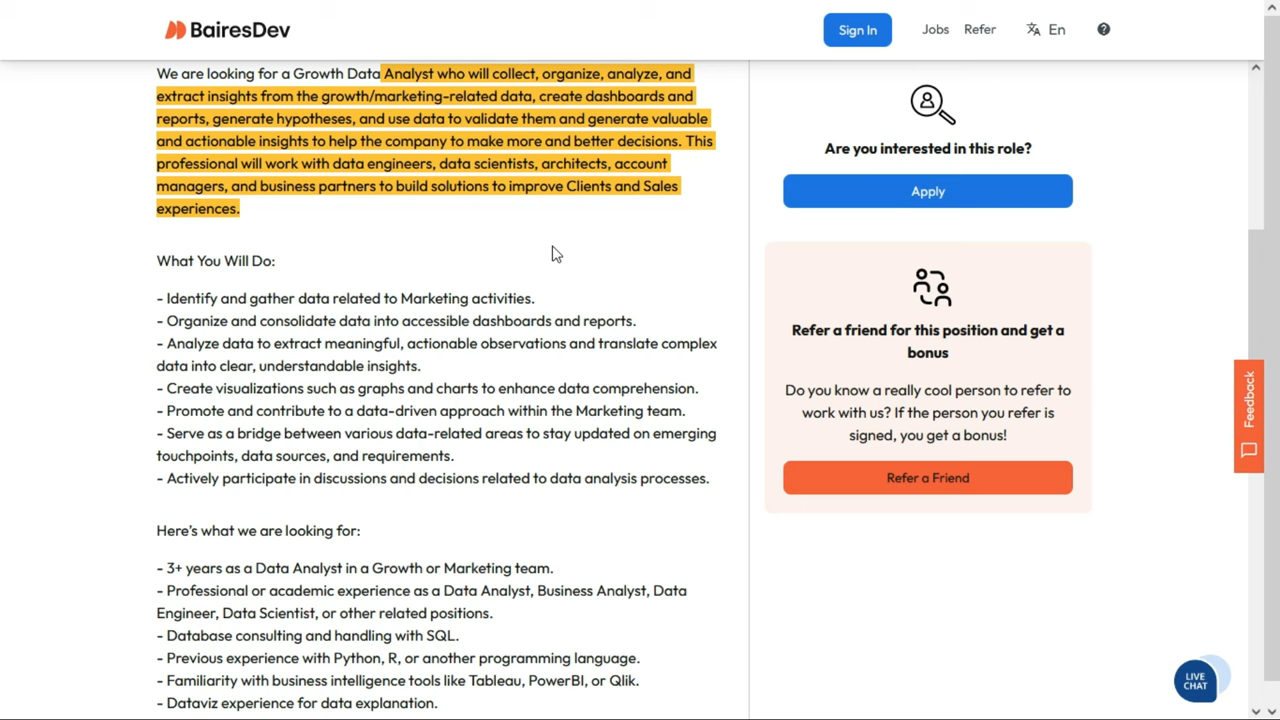 BairesDev
Sign In
Jobs
Refer
En
?
We are looking for a Growth Data Analyst who will collect, organize, analyze, and
extract insights from the growth/marketing-related data, create dashboards and
reports, generate hypotheses, and use data to validate them and generate valuable
and actionable insights to help the company to make more and better decisions. This
professional will work with data engineers, data scientists, architects, account
managers, and business partners to build solutions to improve Clients and Sales
experiences.
What You Will Do:
- Identify and gather data related to Marketing activities.
- Organize and consolidate data into accessible dashboards and reports.
- Analyze data to extract meaningful, actionable observations and translate complex
data into clear, understandable insights.
- Create visualizations such as graphs and charts to enhance data comprehension.
- Promote and contribute to a data-driven approach within the Marketing team.
- Serve as a bridge between various data-related areas to stay updated on emerging
touchpoints, data sources, and requirements.
- Actively participate in discussions and decisions related to data analysis processes.
Here's what we are looking for:
- 3+ years as a Data Analyst in a Growth or Marketing team.
- Professional or academic experience as a Data Analyst, Business Analyst, Data
Engineer, Data Scientist, or other related positions.
- Database consulting and handling with SQL.
- Previous experience with Python, R, or another programming language.
- Familiarity with business intelligence tools like Tableau, PowerBI, or Qlik.
- Dataviz experience for data explanation.
Are you interested in this role?
Apply
Refer a friend for this position and get a
bonus
Do you know a really cool person to refer to
work with us? If the person you refer is
signed, you get a bonus!
Refer a Friend
Feedback
LIVE
CHAT